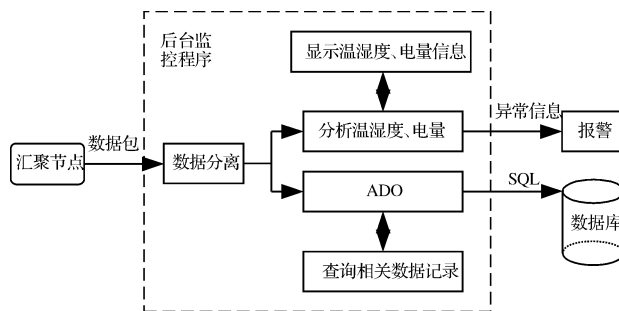 后台监
控程序
显示温湿度、电量信息
异常信息
分析温湿度、电量
报警
数据包
汇聚节点
数据分离
SQL
ADO
数据库
查询相关数据记录